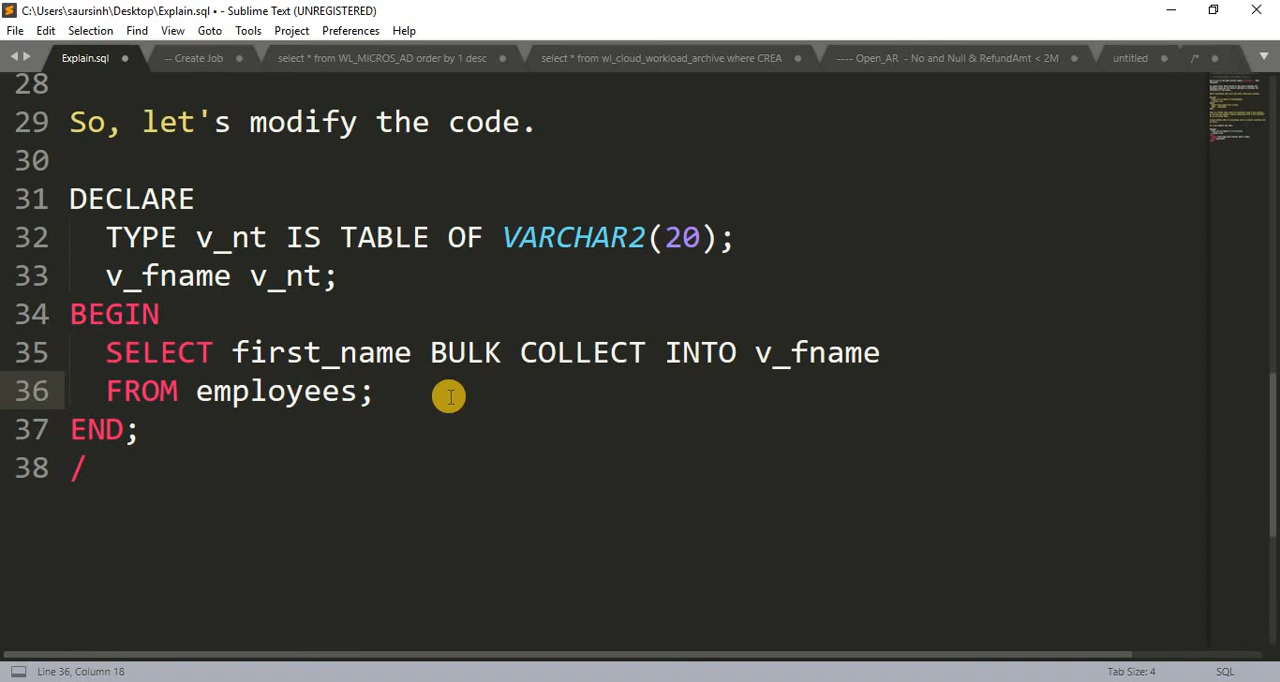 C:\Users\saursinh\Desktop\Explain.sql • - Sublime Text (UNREGISTERED)
File Edit Selection Find View Goto Tools Project Preferences Help
Explain.sql -- Create Job select * from WL_MICROS_AD order by 1 desc select * from wl_cloud_workload_archive where CREA ---- Open_AR - No and Null & RefundAmt < 2M untitled /*
28
29 So, let's modify the code.
30
31 DECLARE
32 TYPE v_nt IS TABLE OF VARCHAR2(20);
33 v_fname v_nt;
34 BEGIN
35 SELECT first_name BULK COLLECT INTO v_fname
36 FROM employees;
37 END;
38 /
Line 36, Column 18 Tab Size: 4 SQL